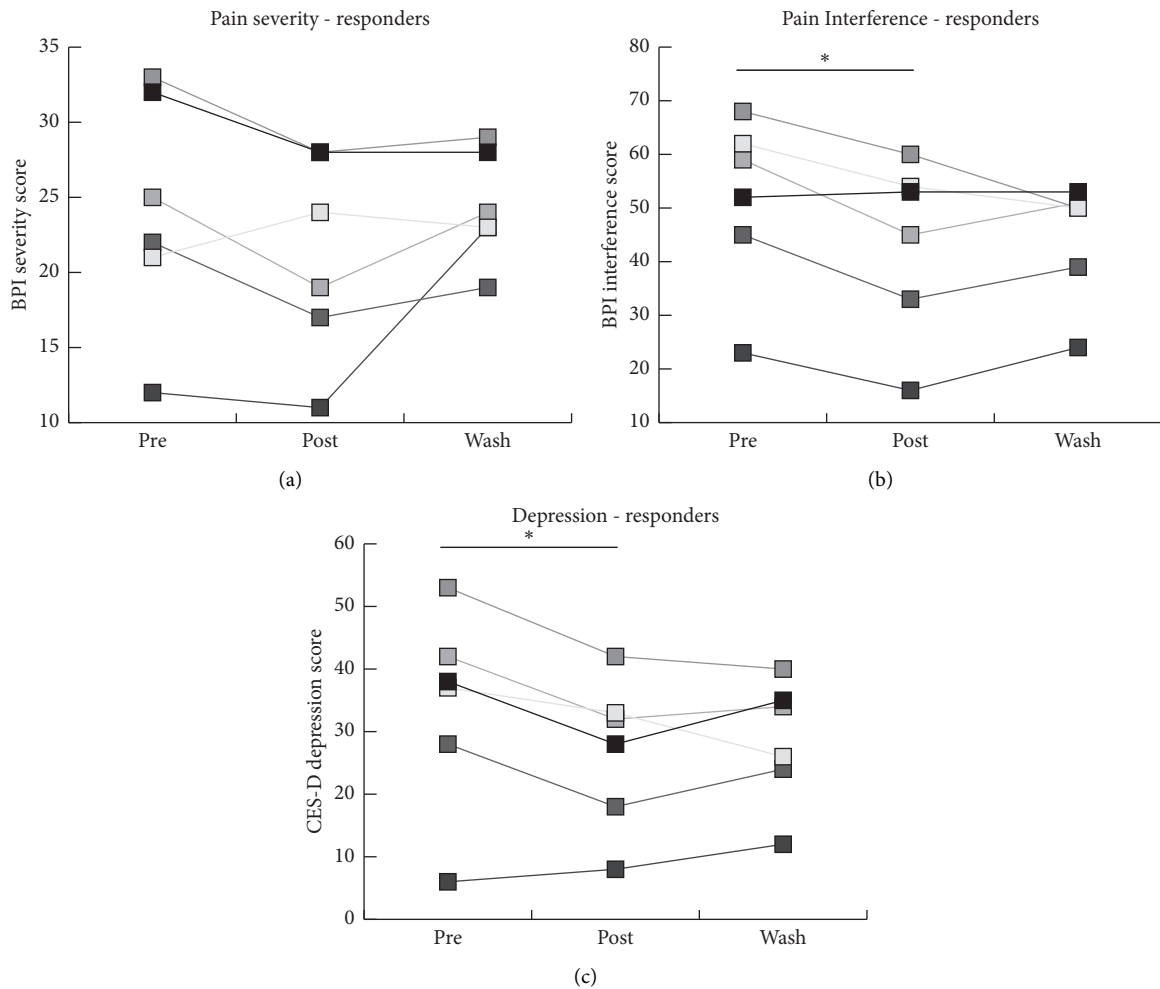 Pain severity - responders
35
30
25
20
15
10
BPI severity score
Pre Post Wash
(a)
Pain Interference - responders
*
80
70
60
50
40
30
20
10
BPI interference score
Pre Post Wash
(b)
Depression - responders
*
60
50
40
30
20
10
0
CES-D depression score
Pre Post Wash
(c)